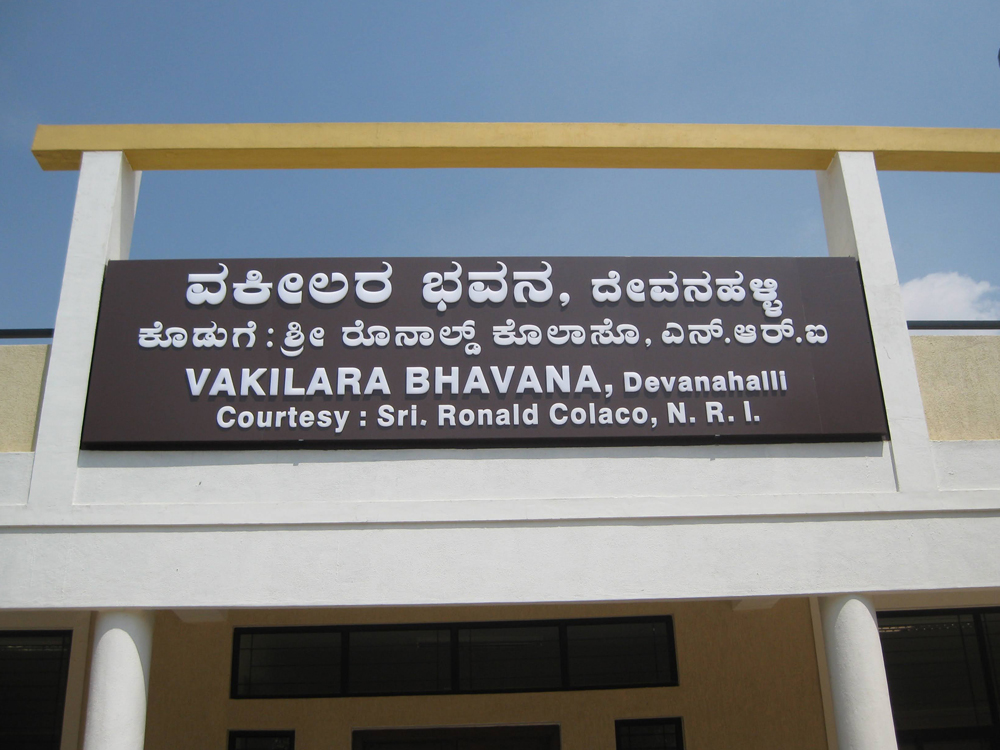 ವಕೀಲರ ಭವನ, ದೇವನಹಳ್ಳಿ
ಕೊಡುಗೆ : ಶ್ರೀ ರೊನಾಲ್ಡ್ ಕೊಲಾಸೊ, ಎನ್.ಆರ್.ಐ
VAKILARA BHAVANA, Devanahalli
Courtesy : Sri. Ronald Colaco, N. R. I.